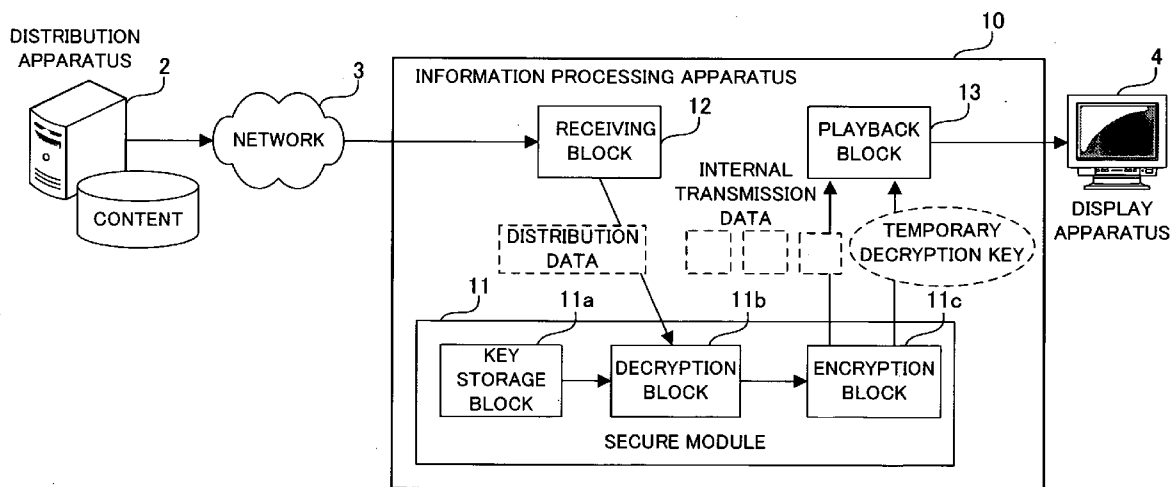 DISTRIBUTION
APPARATUS
2
CONTENT
3
NETWORK
10
INFORMATION PROCESSING APPARATUS
RECEIVING
BLOCK
12
PLAYBACK
BLOCK
13
4
DISPLAY
APPARATUS
INTERNAL
TRANSMISSION
DATA
DISTRIBUTION
DATA
TEMPORARY
DECRYPTION KEY
11
11a
KEY
STORAGE
BLOCK
11b
DECRYPTION
BLOCK
11c
ENCRYPTION
BLOCK
SECURE MODULE